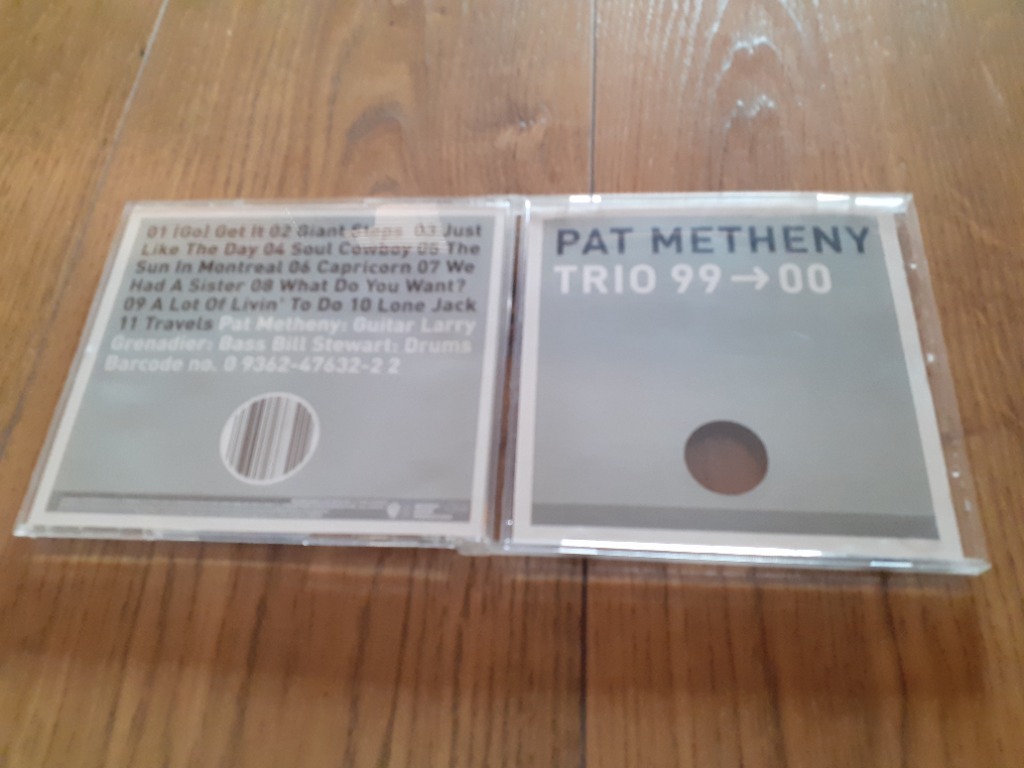 01 (Go) Get It 02 Giant Steps 03 Just
Like The Day 04 Soul Cowboy 05 The
Sun In Montreal 06 Capricorn 07 We
Had A Sister 08 What Do You Want?
09 A Lot Of Livin' To Do 10 Lone Jack
11 Travels Pat Metheny: Guitar Larry
Grenadier: Bass Bill Stewart: Drums
Barcode no. 0 9362-47632-2 2
PAT METHENY
TRIO 99→00